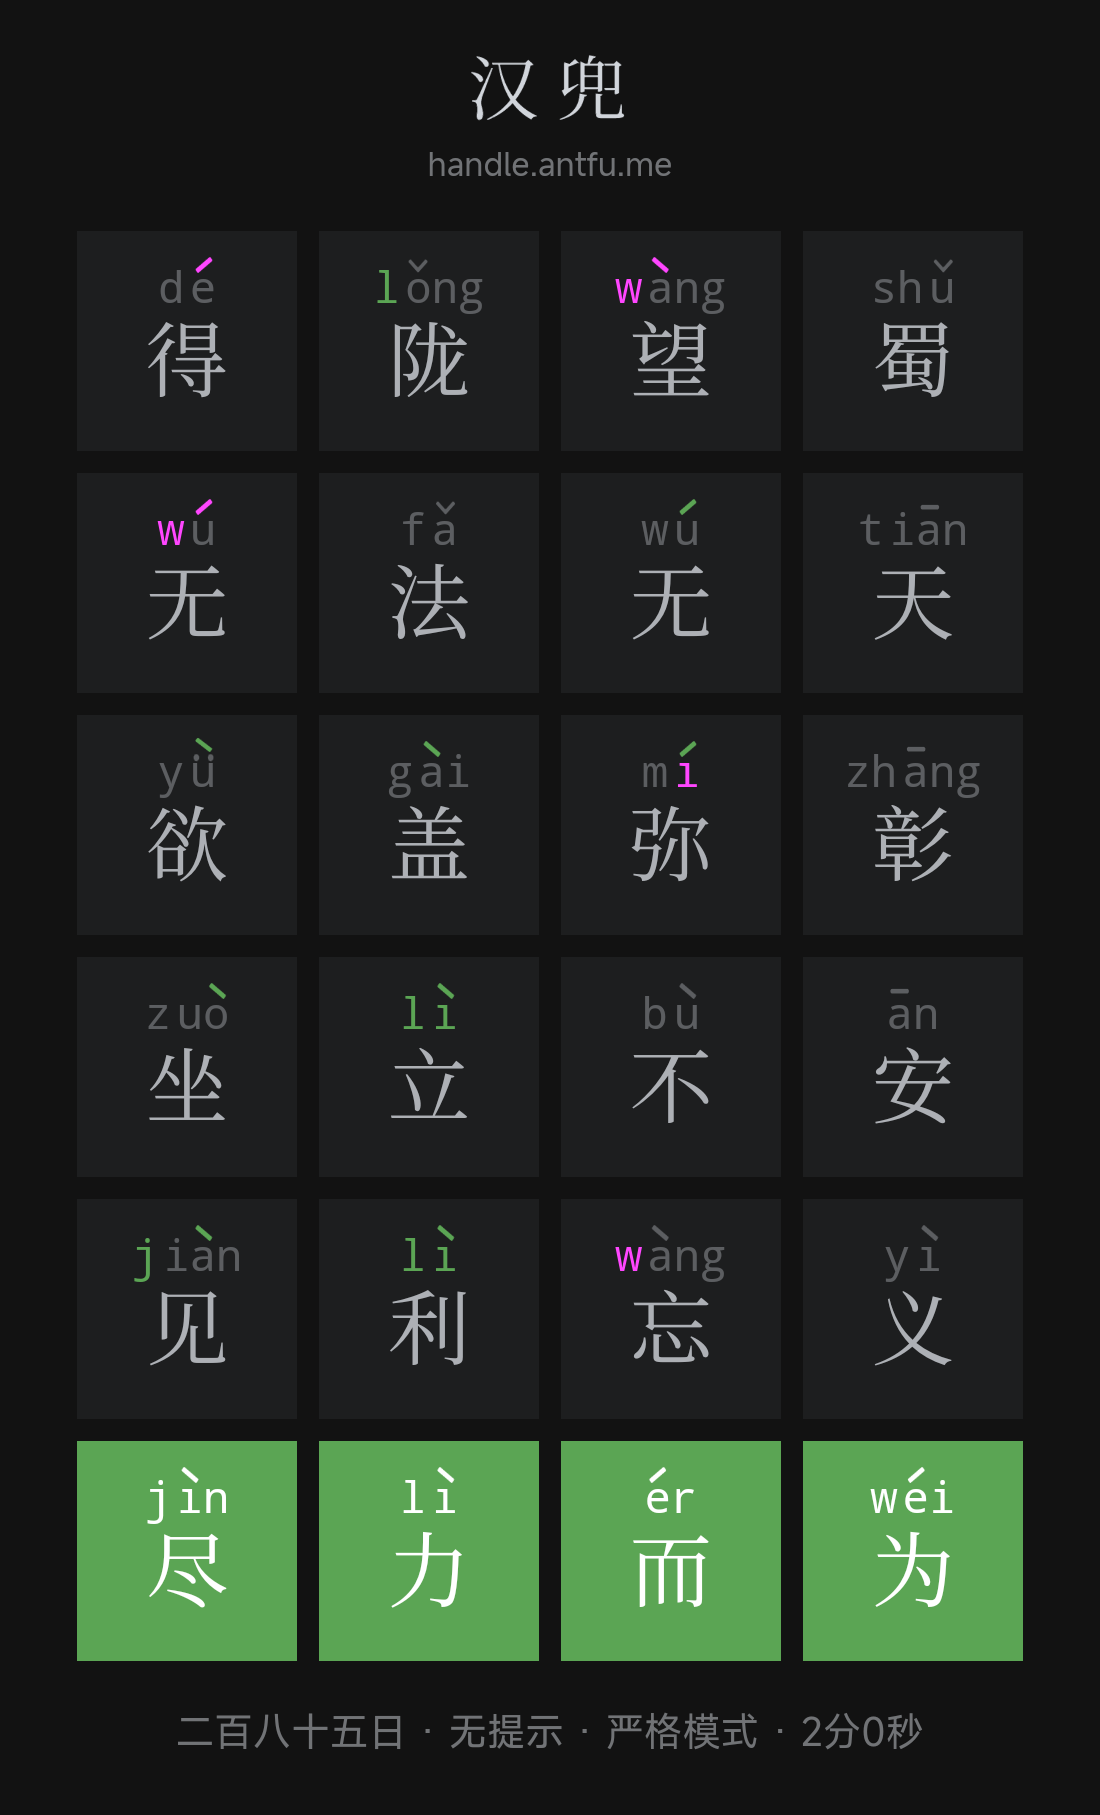 汉兜
handle.antfu.me
dé lǒng wàng shǔ
得 陇 望 蜀
wú fǎ wú tiān
无 法 无 天
yǜ gài mí zhāng
欲 盖 弥 彰
zuò lì bù ān
坐 立 不 安
jiàn lì wàng yì
见 利 忘 义
jìn lì ér wéi
尽 力 而 为
二百八十五日 · 无提示 · 严格模式 · 2分0秒